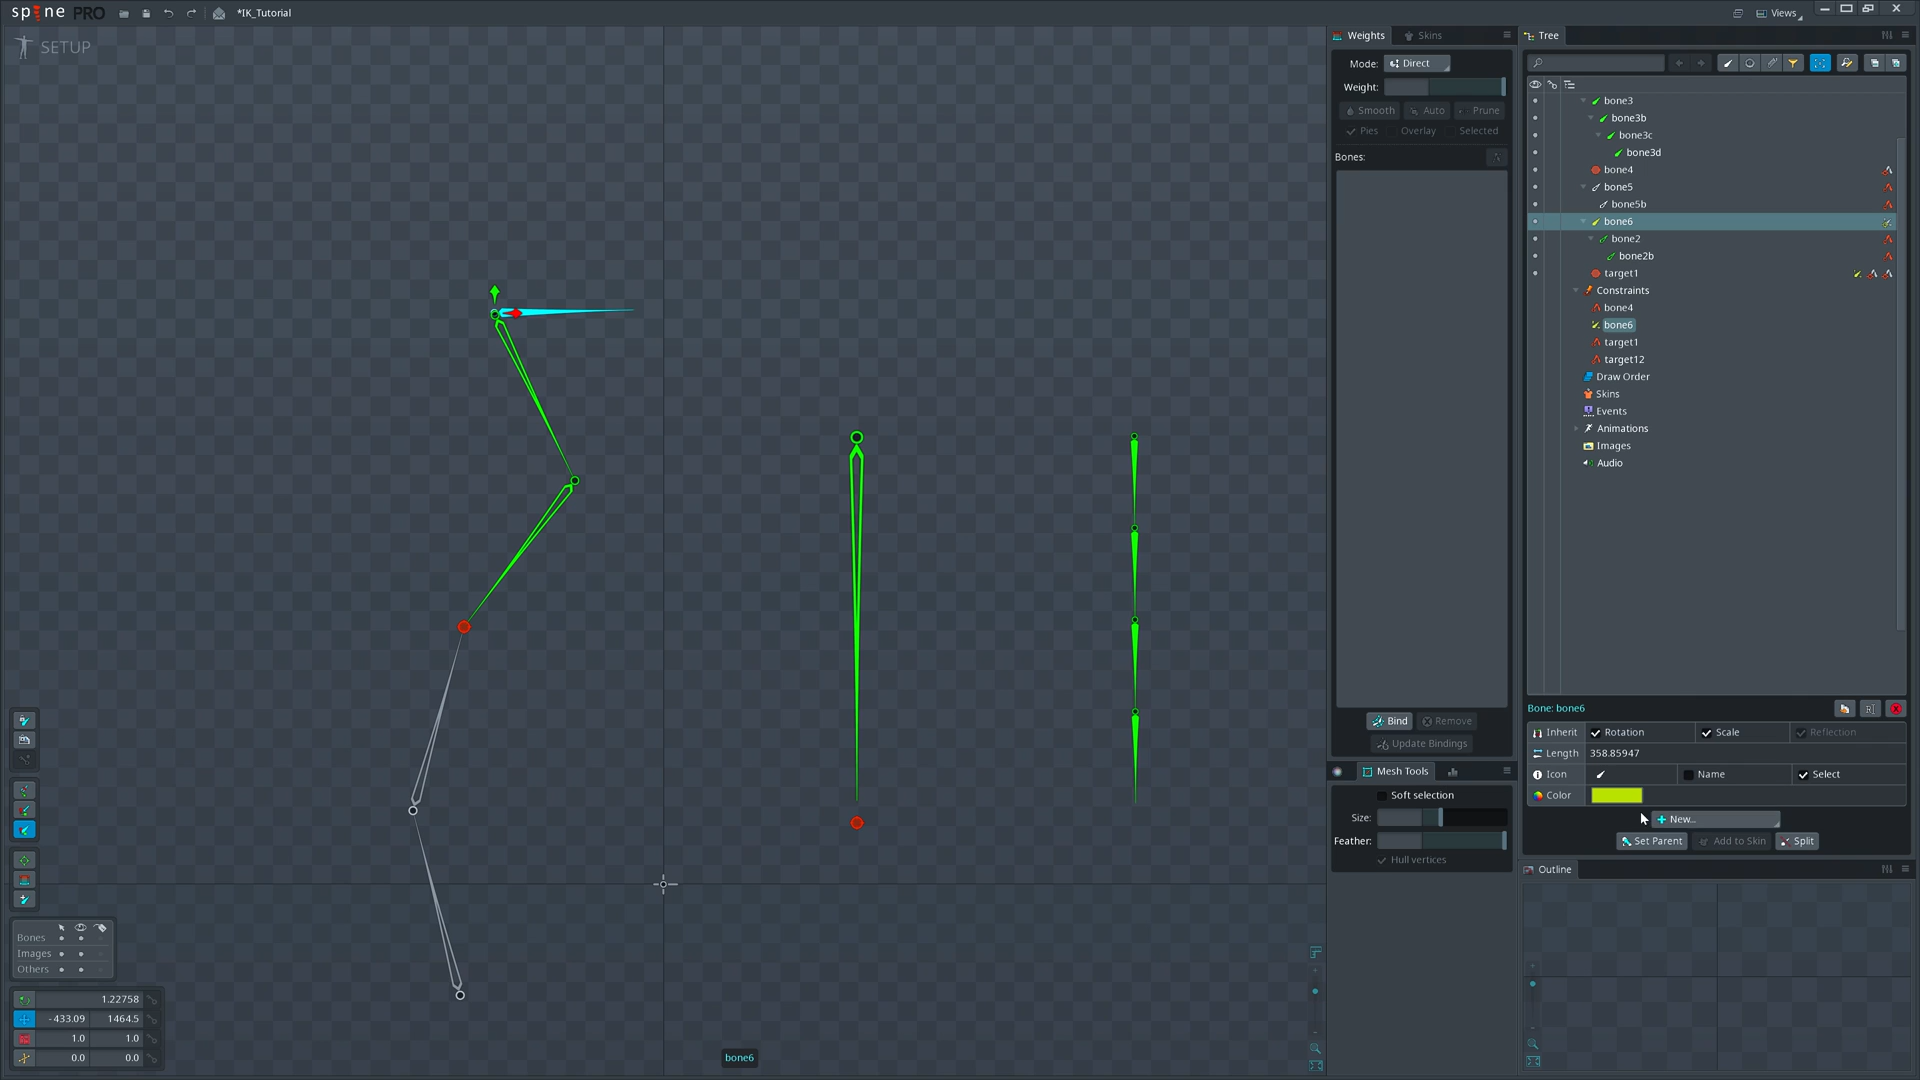 spine PRO
*IK_Tutorial
Views
SETUP
Weights
Skins
Mode:
Direct
Weight:
Smooth
Auto
Prune
Pies
Overlay
Selected
Bones:
Bind
Remove
Update Bindings
Mesh Tools
Soft selection
Size:
Feather:
Hull vertices
Tree
bone3
bone3b
bone3c
bone3d
bone4
bone5
bone5b
bone6
bone2
bone2b
target1
Constraints
bone4
bone6
target1
target12
Draw Order
Skins
Events
Animations
Images
Audio
Bone: bone6
Inherit
Rotation
Scale
Reflection
Length
358.85947
Icon
Name
Select
Color
New...
Set Parent
Add to Skin
Split
Outline
Bones
Images
Others
1.22758
-433.09
1464.5
1.0
1.0
0.0
0.0
bone6